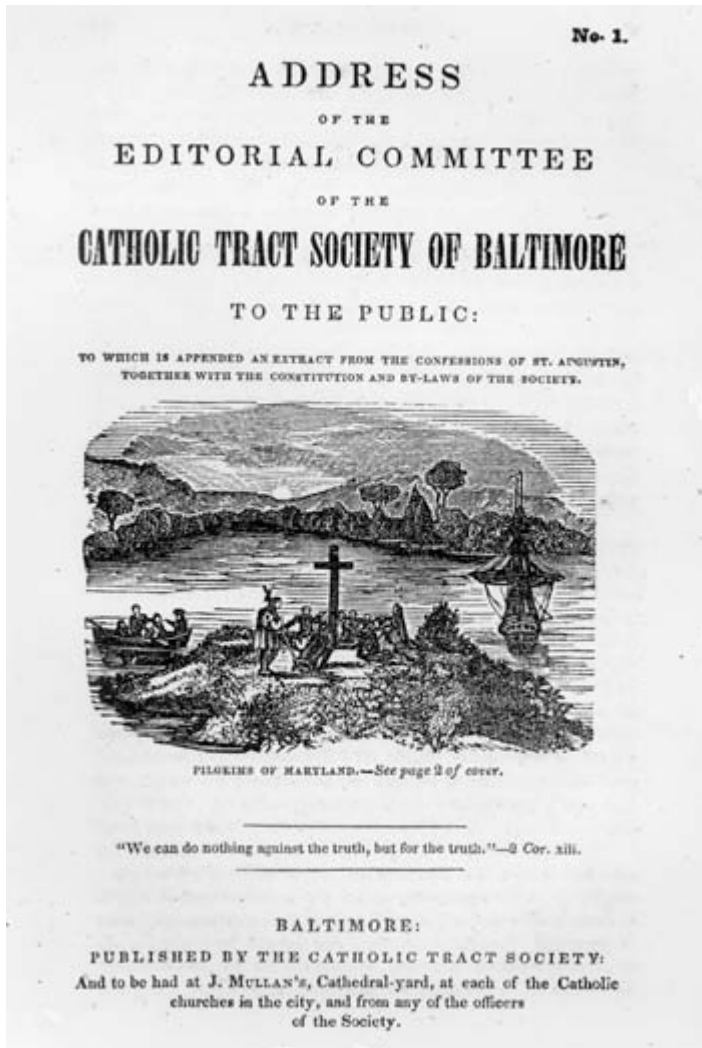 No. 1.
ADDRESS
OF THE
EDITORIAL COMMITTEE
OF THE
CATHOLIC TRACT SOCIETY OF BALTIMORE
TO THE PUBLIC:
TO WHICH IS APPENDED AN EXTRACT FROM THE CONFESSIONS OF ST. AUGUSTIN,
TOGETHER WITH THE CONSTITUTION AND BY-LAWS OF THE SOCIETY.
PILGRIMS OF MARYLAND.—See page 2 of cover.
"We can do nothing against the truth, but for the truth."—2 Cor. xiii.
BALTIMORE:
PUBLISHED BY THE CATHOLIC TRACT SOCIETY:
And to be had at J. MULLAN'S, Cathedral-yard, at each of the Catholic
churches in the city, and from any of the officers
of the Society.